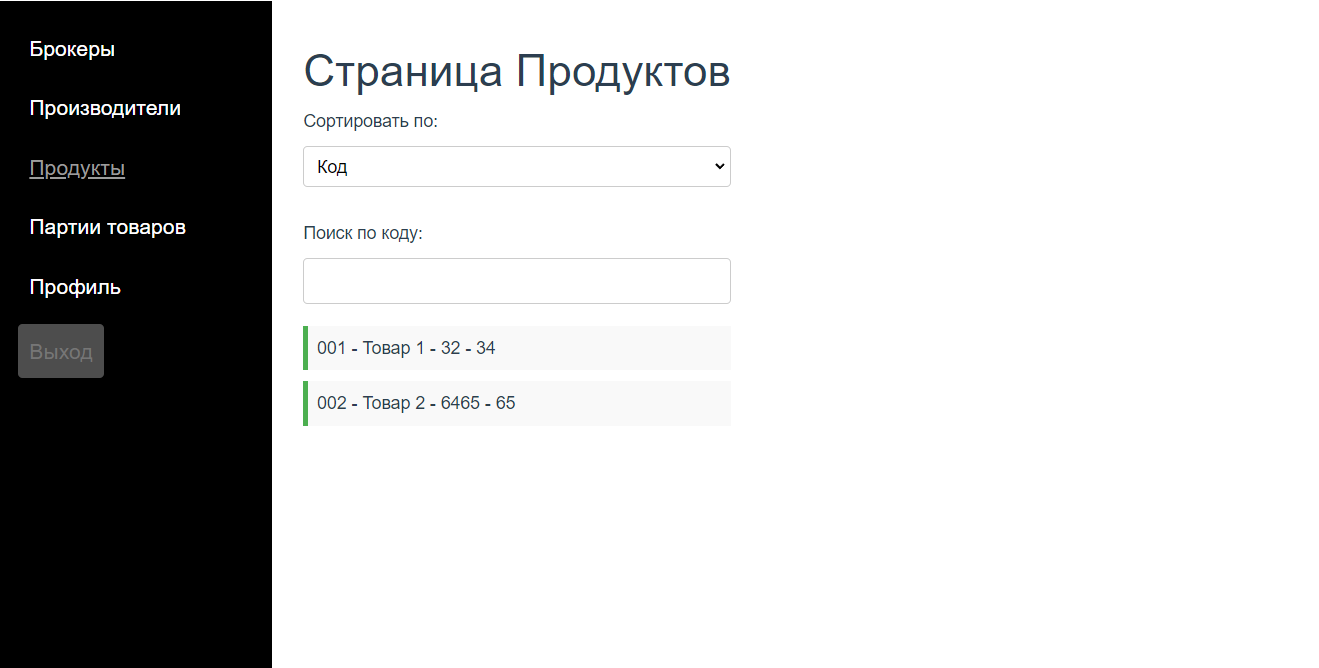 Брокеры
Производители
Продукты
Партии товаров
Профиль
Выход
Страница Продуктов
Сортировать по:
Код
Поиск по коду:
001 - Товар 1 - 32 - 34
002 - Товар 2 - 6465 - 65